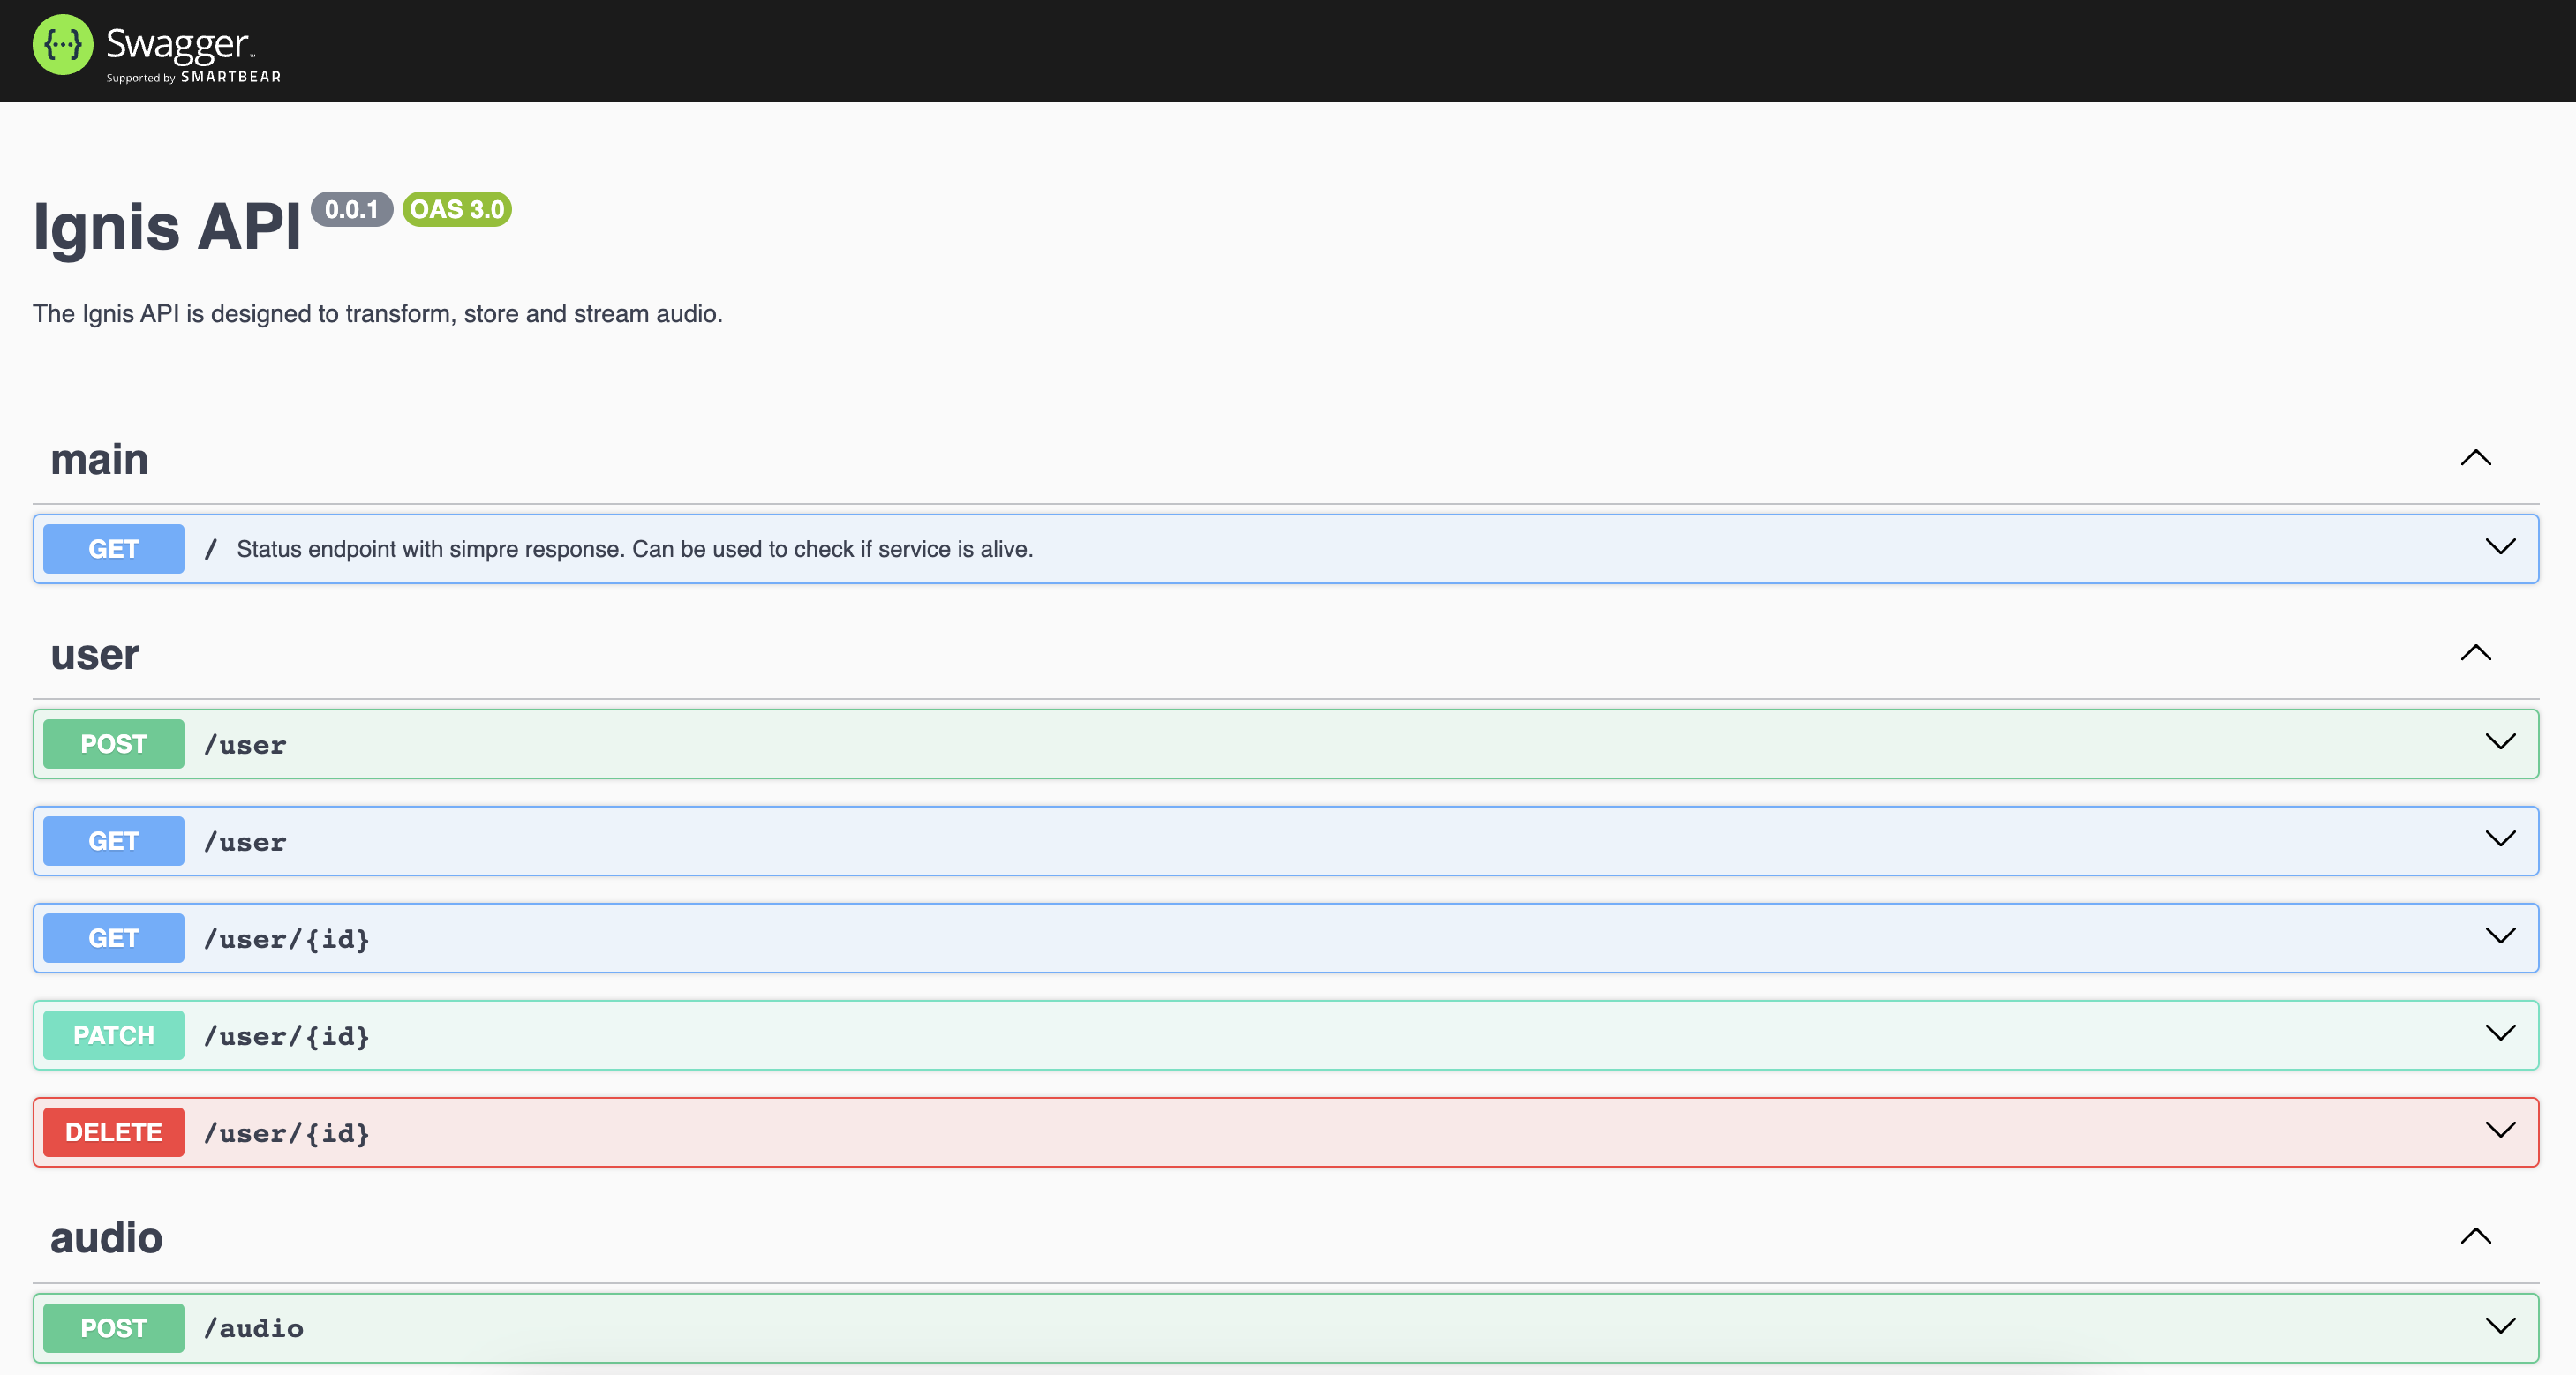 {···} Swagger™
Supported by SMARTBEAR
Ignis API 0.0.1 OAS 3.0
The Ignis API is designed to transform, store and stream audio.
main
GET / Status endpoint with simpre response. Can be used to check if service is alive.
user
POST /user
GET /user
GET /user/{id}
PATCH /user/{id}
DELETE /user/{id}
audio
POST /audio